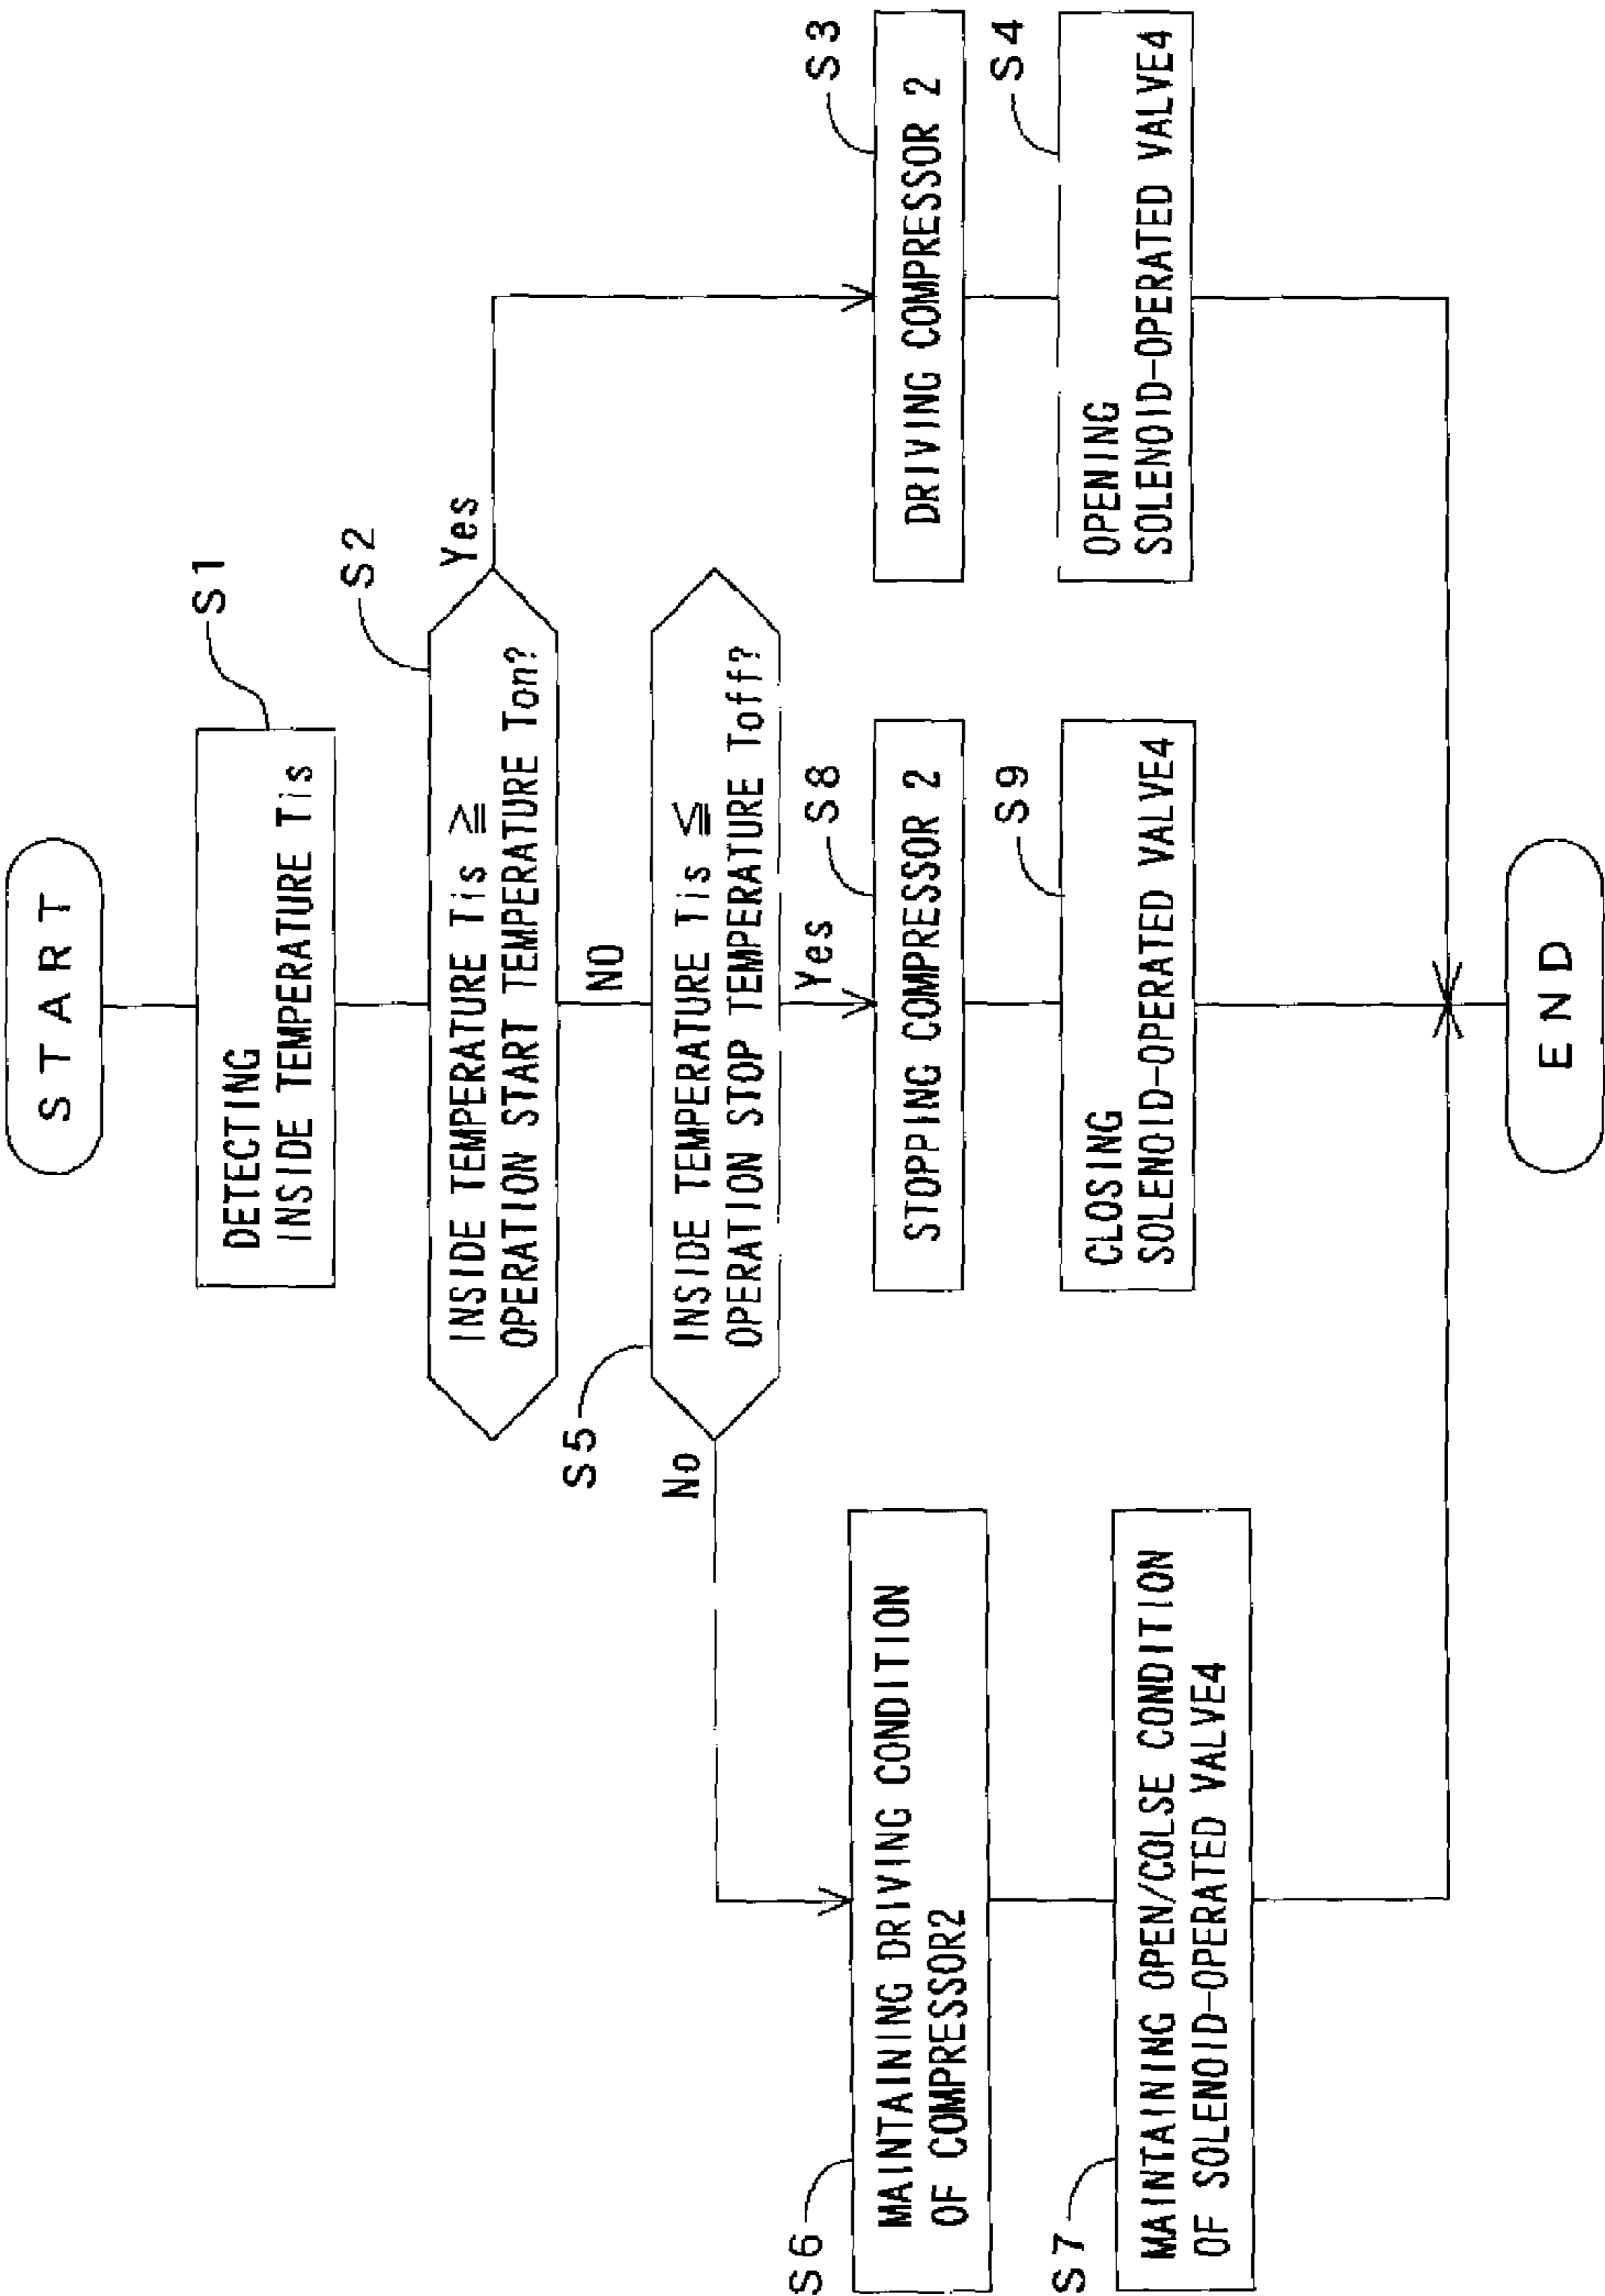 START
S1
DETECTING
INSIDE TEMPERATURE Tis
S2
INSIDE TEMPERATURE Tis ≧
OPERATION START TEMPERATURE Ton?
Yes
NO
S5
INSIDE TEMPERATURE Tis ≦
OPERATION STOP TEMPERATURE Toff?
No
Yes
S6
MAINTAINING DRIVING CONDITION
OF COMPRESSOR2
S7
MAINTAINING OPEN/COLSE CONDITION
OF SOLENOID-OPERATED VALVE4
S8
STOPPING COMPRESSOR 2
S9
CLOSING
SOLENOID-OPERATED VALVE4
S3
DRIVING COMPRESSOR 2
S4
OPENING
SOLENOID-OPERATED VALVE4
END